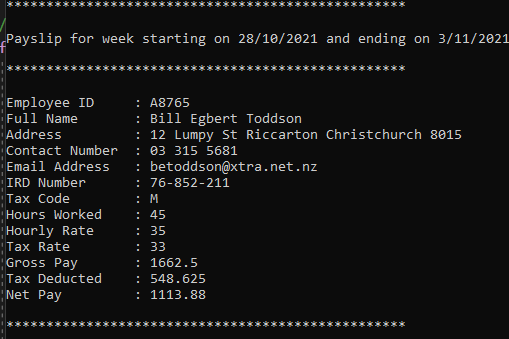 **************************************************
Payslip for week starting on 28/10/2021 and ending on 3/11/2021
**************************************************
Employee ID : A8765
Full Name : Bill Egbert Toddson
Address : 12 Lumpy St Riccarton Christchurch 8015
Contact Number : 03 315 5681
Email Address : betoddson@xtra.net.nz
IRD Number : 76-852-211
Tax Code : M
Hours Worked : 45
Hourly Rate : 35
Tax Rate : 33
Gross Pay : 1662.5
Tax Deducted : 548.625
Net Pay : 1113.88
**************************************************